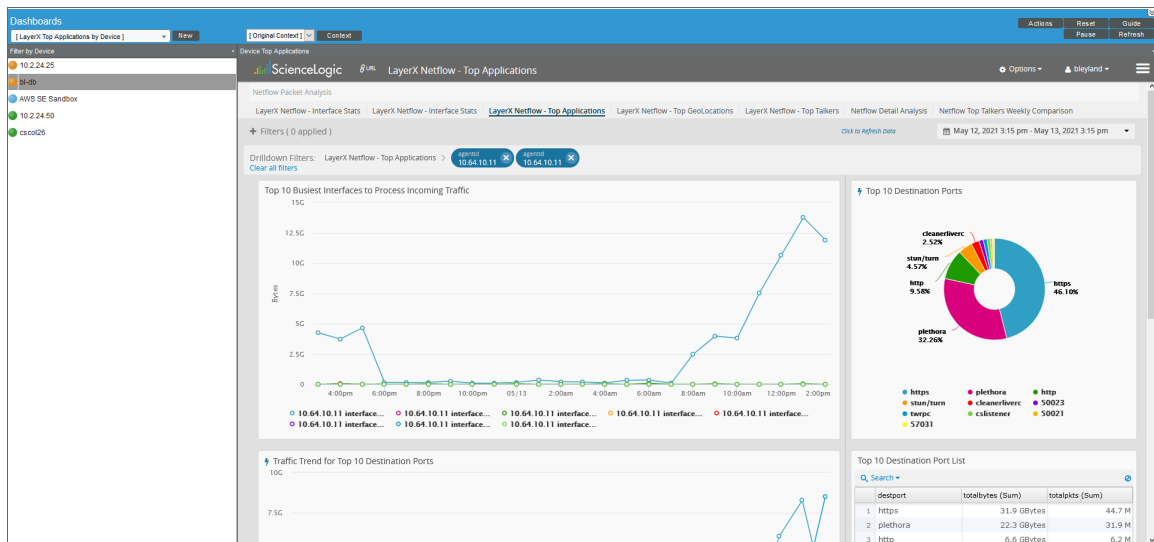 Dashboards
[ LayerX Top Applications by Device ]
New
[ Original Context ]
Context
Actions
Reset
Guide
Pause
Refresh
Filter by Device
Device Top Applications
10.2.24.25
bl-db
AWS SE Sandbox
10.2.24.50
cscol26
ScienceLogic
URL
LayerX Netflow - Top Applications
Options
bleyland
Netflow Packet Analysis
LayerX Netflow - Interface Stats
LayerX Netflow - Interface Stats
LayerX Netflow - Top Applications
LayerX Netflow - Top GeoLocations
LayerX Netflow - Top Talkers
Netflow Detail Analysis
Netflow Top Talkers Weekly Comparison
+ Filters ( 0 applied )
Click to Refresh Data
May 12, 2021 3:15 pm - May 13, 2021 3:15 pm
Drilldown Filters:
LayerX Netflow - Top Applications >
agentid
10.64.10.11
agentid
10.64.10.11
Clear all filters
Top 10 Busiest Interfaces to Process Incoming Traffic
15G
12.5G
10G
7.5G
5G
2.5G
0
Bytes
4:00pm 6:00pm 8:00pm 10:00pm 05/13 2:00am 4:00am 6:00am 8:00am 10:00am 12:00pm 2:00pm
10.64.10.11 interface... 10.64.10.11 interface... 10.64.10.11 interface... 10.64.10.11 interface... 10.64.10.11 interface...
10.64.10.11 interface... 10.64.10.11 interface... 10.64.10.11 interface...
Top 10 Destination Ports
cleanerliverc
2.52%
stun/turn
4.57%
http
9.58%
https
46.10%
plethora
32.26%
https plethora http
stun/turn cleanerliverc 50023
twrpc cslistener 50021
57031
Traffic Trend for Top 10 Destination Ports
10G
7.5G
Top 10 Destination Port List
Search
destport totalbytes (Sum) totalpkts (Sum)
1 https 31.9 GBytes 44.7 M
2 plethora 22.3 GBytes 31.9 M
3 http 6.6 GBytes 6.2 M